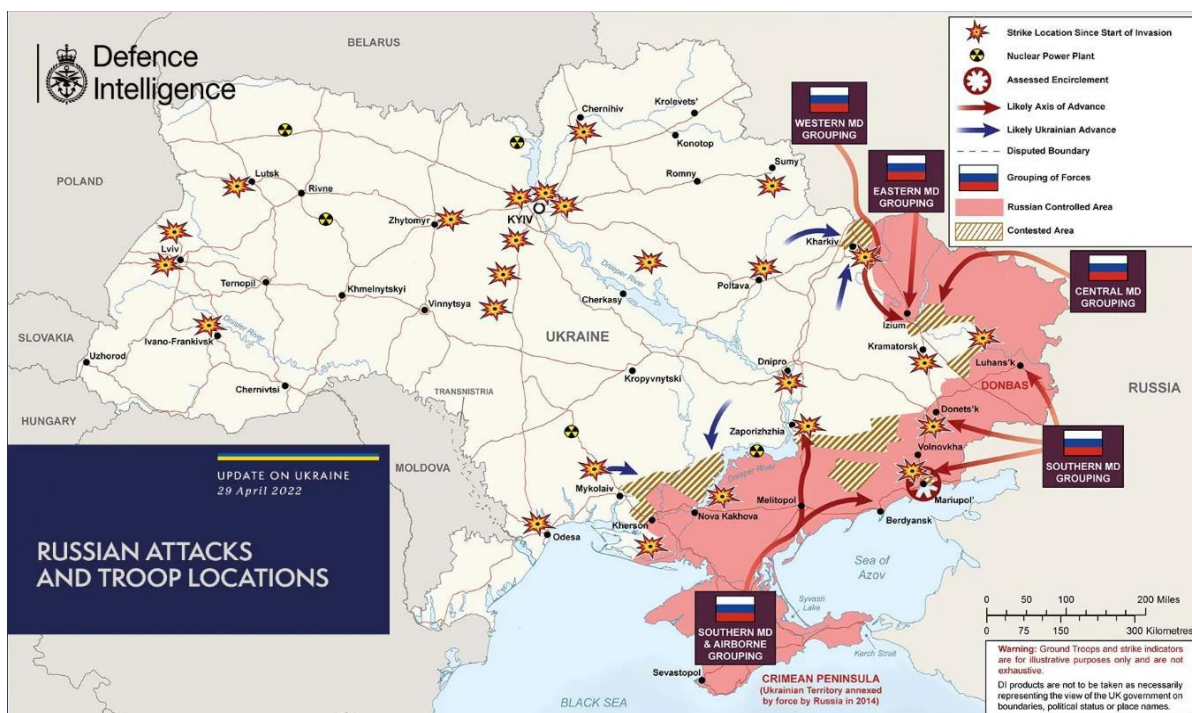 Defence
Intelligence
BELARUS
POLAND
SLOVAKIA
HUNGARY
MOLDOVA
TRANSNISTRIA
UKRAINE
RUSSIA
DONBAS
Chernihiv
Krolevets'
Konotop
Sumy
Romny
Lutsk
Rivne
Zhytomyr
KYIV
Lviv
Ternopil
Khmelnytskyi
Vinnytsya
Cherkasy
Poltava
Kharkiv
Dnieper River
Izium
Kramatorsk
Luhans'k
Uzhorod
Ivano-Frankivsk
Dniester River
Chernivtsi
Kropyvnytski
Dnipro
Zaporizhzhia
Donets'k
Volnovkha
Mariupol'
Mykolaiv
Dnieper River
Melitopol
Berdyansk
Kherson
Nova Kakhova
Odesa
Sea of
Azov
Syvash
Lake
Kerch Strait
Sevastopol
BLACK SEA
CRIMEAN PENINSULA
(Ukrainian Territory annexed
by force by Russia in 2014)
WESTERN MD
GROUPING
EASTERN MD
GROUPING
CENTRAL MD
GROUPING
SOUTHERN MD
GROUPING
SOUTHERN MD
& AIRBORNE
GROUPING
Strike Location Since Start of Invasion
Nuclear Power Plant
Assessed Encirclement
Likely Axis of Advance
Likely Ukrainian Advance
Disputed Boundary
Grouping of Forces
Russian Controlled Area
Contested Area
UPDATE ON UKRAINE
29 April 2022
RUSSIAN ATTACKS
AND TROOP LOCATIONS
0 50 100 200 Miles
0 75 150 300 Kilometres
Warning: Ground Troops and strike indicators
are for illustrative purposes only and are not
exhaustive.
DI products are not to be taken as necessarily
representing the view of the UK government on
boundaries, political status or place names.